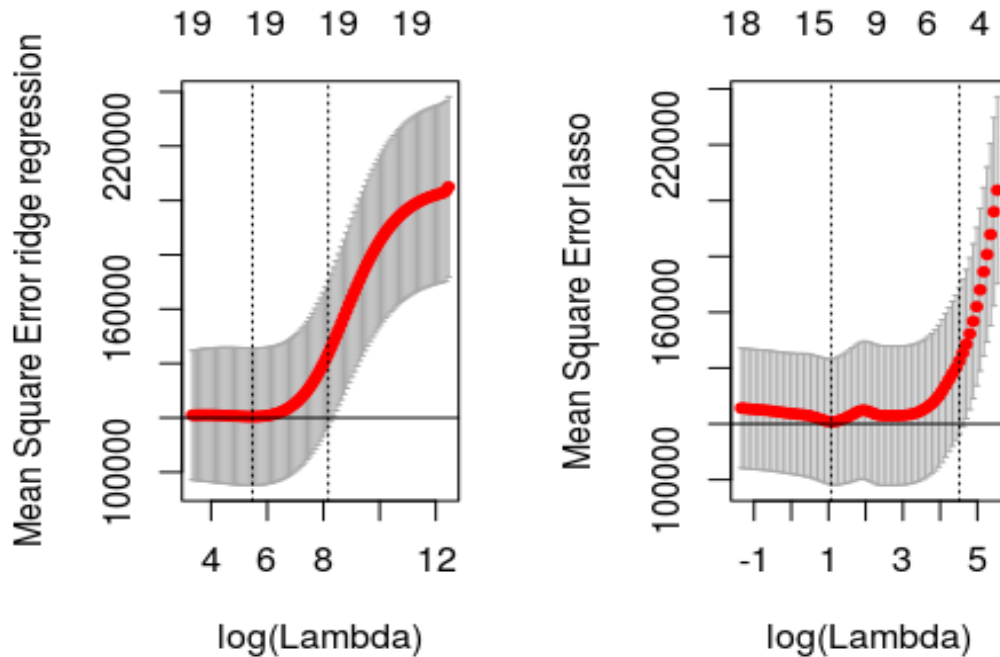 19 19 19 19
Mean Square Error ridge regression
220000
160000
100000
4 6 8 12
log(Lambda)
18 15 9 6 4
Mean Square Error lasso
220000
160000
100000
-1 1 3 5
log(Lambda)